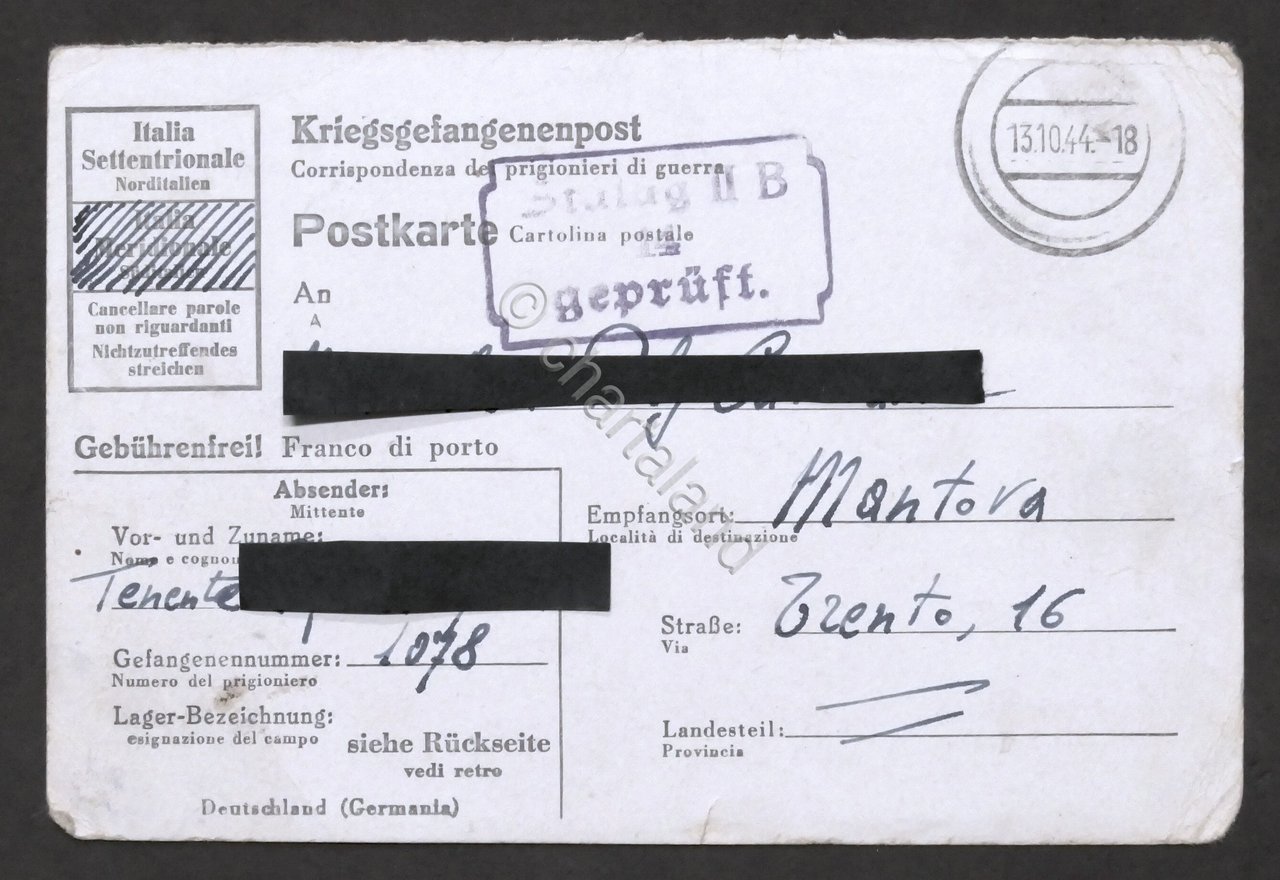 Italia
Settentrionale
Norditalien
Italia
Meridionale
Cancellare parole
non riguardanti
Nichtzutreffendes
streichen
Kriegsgefangenenpost
Corrispondenza dei prigionieri di guerra
Postkarte Cartolina postale
Stalag II B
geprüft.
13.10.44.-18
An
A
Gebührenfrei! Franco di porto
Absender:
Mittente
Vor- und Zuname:
Nome e
Tenente
Gefangenennummer: 1078
Numero del prigioniero
Lager-Bezeichnung:
esignazione del campo
siehe Rückseite
vedi retro
Deutschland (Germania)
Empfangsort: Mantova
Località di destinazione
Straße: Trento, 16
Via
Landesteil:
Provincia
© chartaland